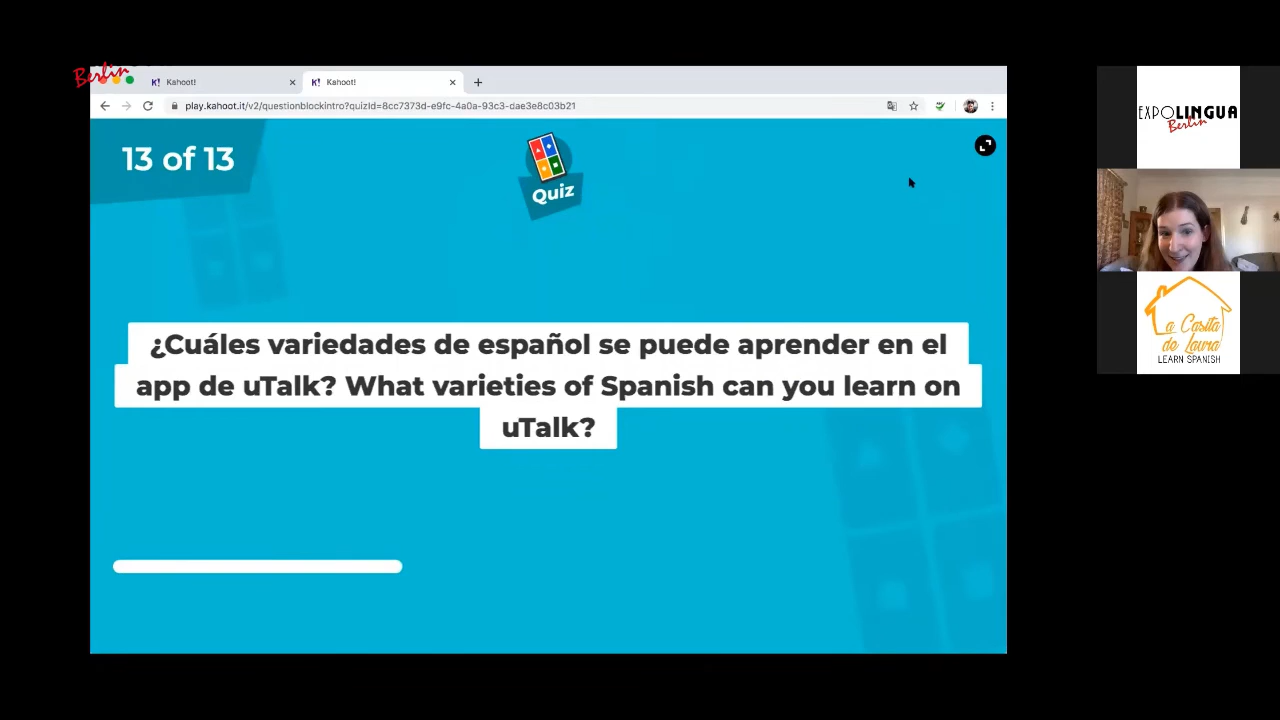 Berlin
Kahoot!
Kahoot!
play.kahoot.it/v2/questionblockintro?quizId=8cc7373d-e9fc-4a0a-93c3-dae3e8c03b21
13 of 13
Quiz
¿Cuáles variedades de español se puede aprender en el
app de uTalk? What varieties of Spanish can you learn on
uTalk?
EXPOLINGUA
Berlin
La Casita
de Laura
LEARN SPANISH